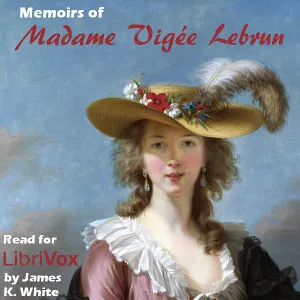 Memoirs of
Madame Vigée Lebrun
Read for
LibriVox
by James
K. White